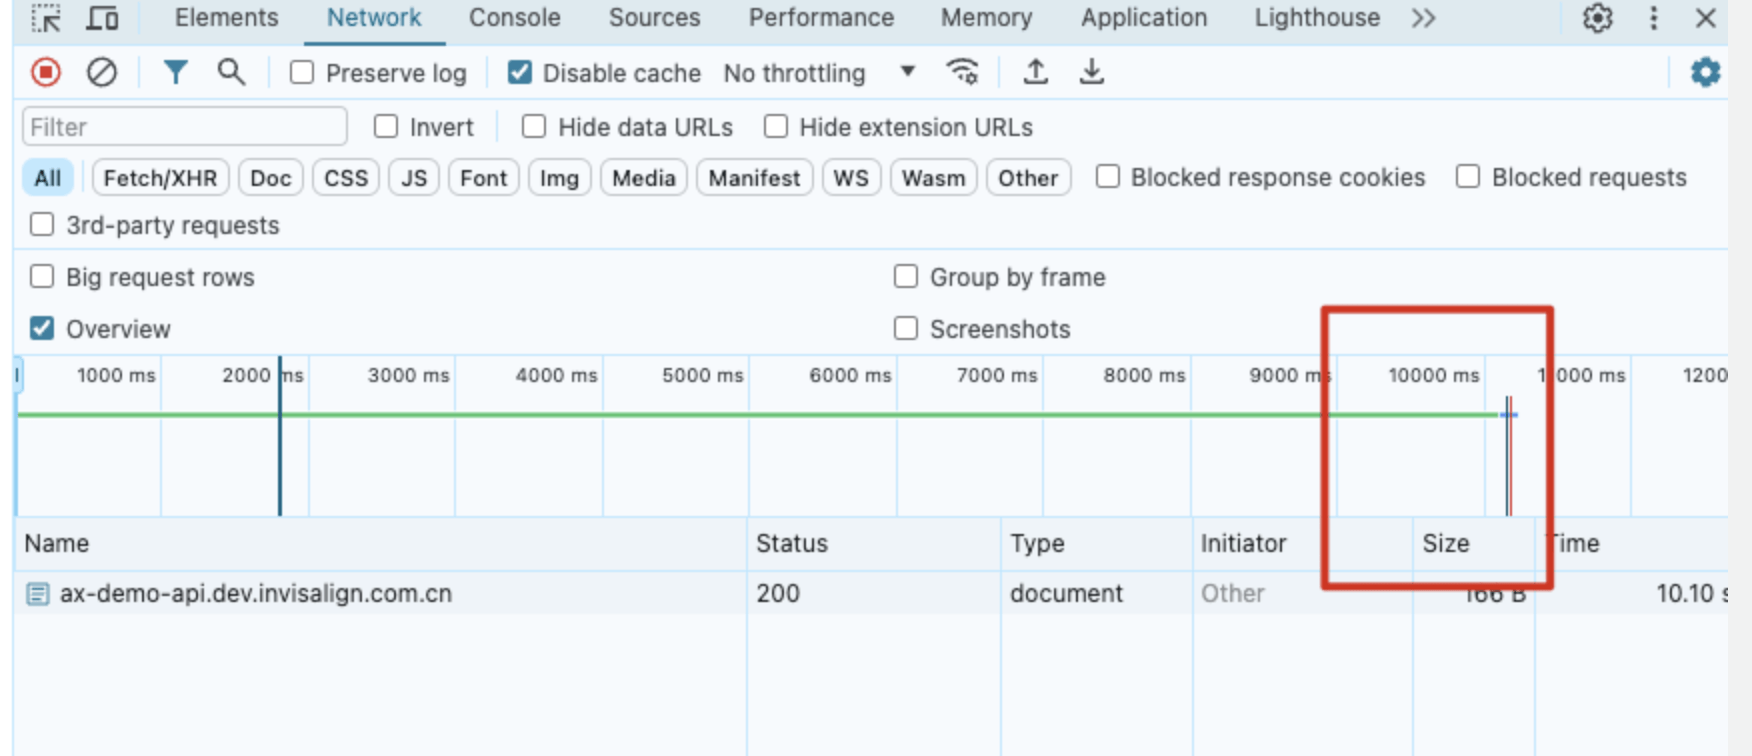 Elements Network Console Sources Performance Memory Application Lighthouse >>
Preserve log Disable cache No throttling
Filter Invert Hide data URLs Hide extension URLs
All Fetch/XHR Doc CSS JS Font Img Media Manifest WS Wasm Other Blocked response cookies Blocked requests
3rd-party requests
Big request rows Group by frame
Overview Screenshots
1000 ms 2000 ms 3000 ms 4000 ms 5000 ms 6000 ms 7000 ms 8000 ms 9000 ms 10000 ms 11000 ms 1200
Name Status Type Initiator Size Time
ax-demo-api.dev.invisalign.com.cn 200 document Other 166 B 10.10 s